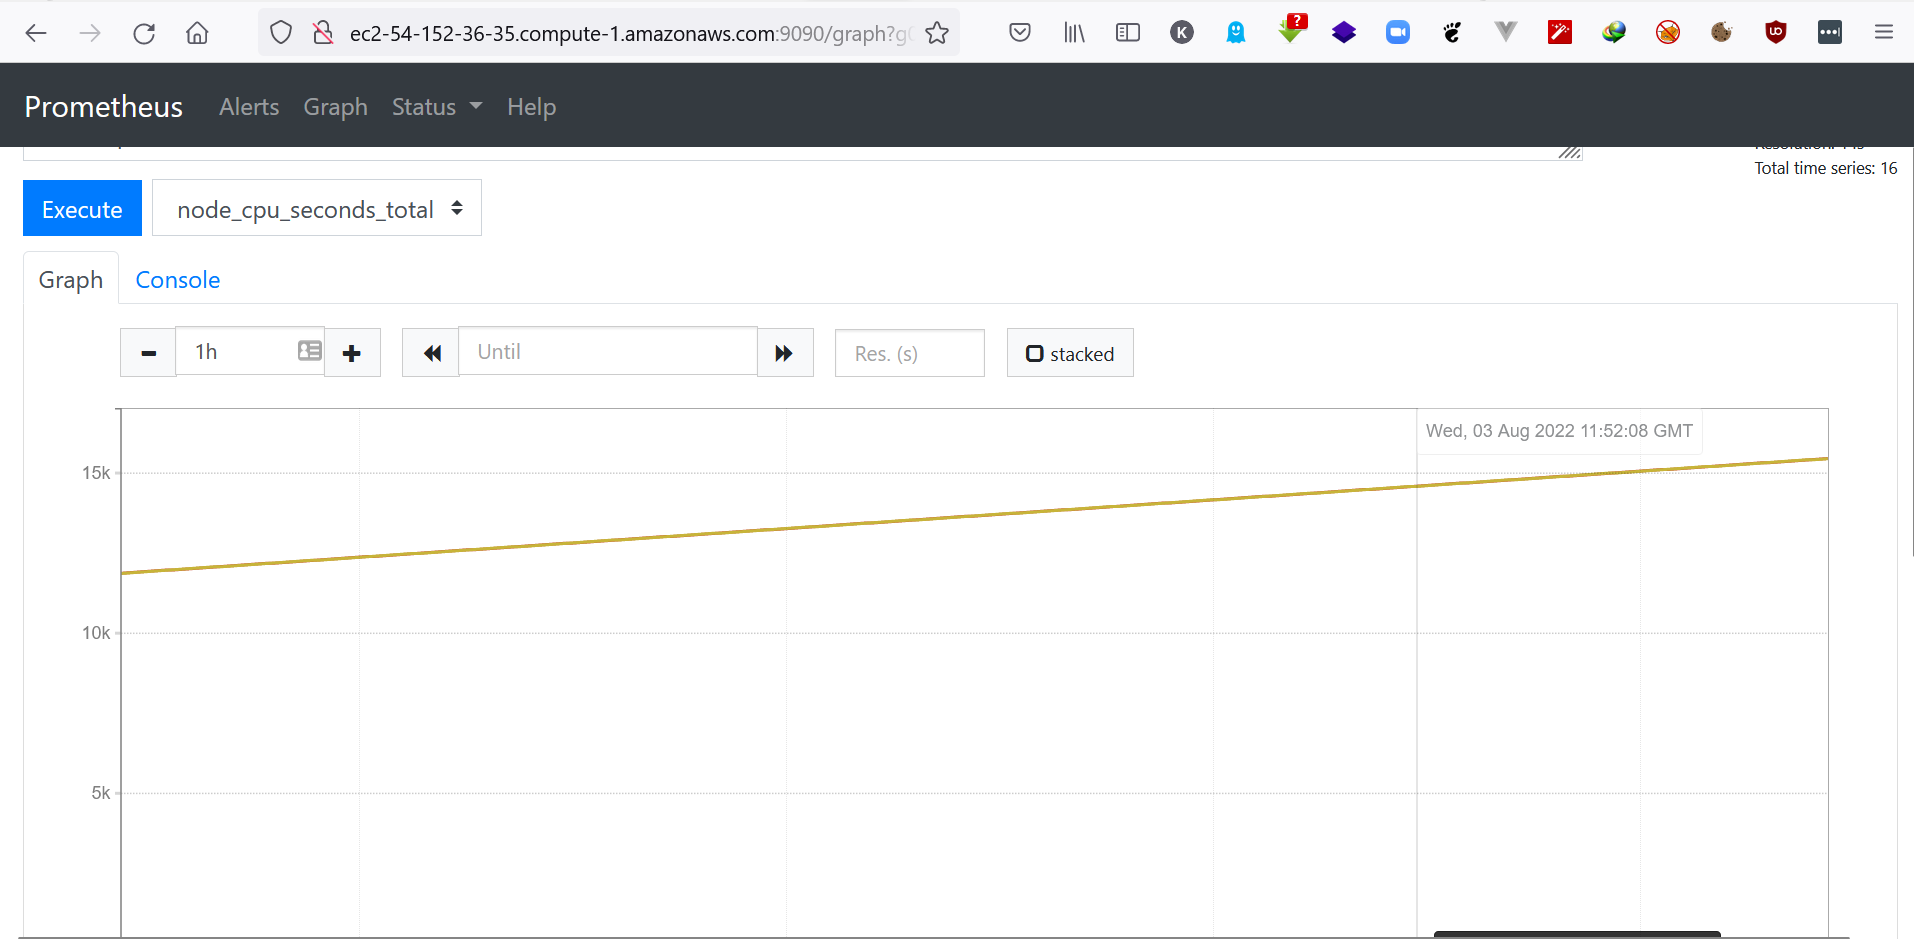 ec2-54-152-36-35.compute-1.amazonaws.com:9090/graph?g0
?
K
Prometheus Alerts Graph Status Help
Total time series: 16
Execute node_cpu_seconds_total
Graph Console
1h Until Res. (s) stacked
Wed, 03 Aug 2022 11:52:08 GMT
15k
10k
5k